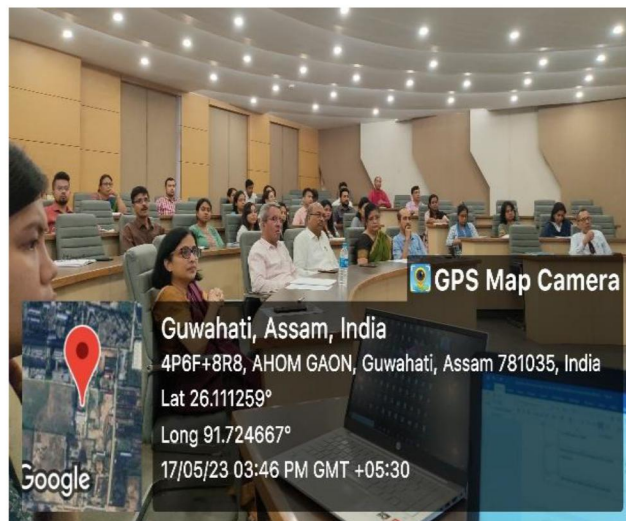 GPS Map Camera
Guwahati, Assam, India
4P6F+8R8, AHOM GAON, Guwahati, Assam 781035, India
Lat 26.111259°
Long 91.724667°
17/05/23 03:46 PM GMT +05:30
Google